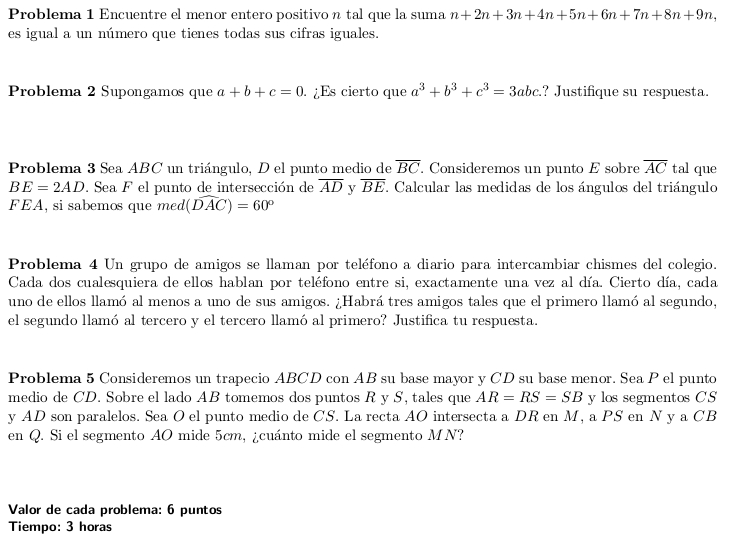 Problema 1 Encuentre el menor entero positivo n tal que la suma n+2n+3n+4n+5n+6n+7n+8n+9n,
es igual a un número que tienes todas sus cifras iguales.
Problema 2 Supongamos que a + b + c = 0. ¿Es cierto que a³ + b³ + c³ = 3abc.? Justifique su respuesta.
Problema 3 Sea ABC un triángulo, D el punto medio de \overline{BC}. Consideremos un punto E sobre \overline{AC} tal que
BE = 2AD. Sea F el punto de intersección de \overline{AD} y \overline{BE}. Calcular las medidas de los ángulos del triángulo
FEA, si sabemos que med(\widehat{DAC}) = 60º
Problema 4 Un grupo de amigos se llaman por teléfono a diario para intercambiar chismes del colegio.
Cada dos cualesquiera de ellos hablan por teléfono entre si, exactamente una vez al día. Cierto día, cada
uno de ellos llamó al menos a uno de sus amigos. ¿Habrá tres amigos tales que el primero llamó al segundo,
el segundo llamó al tercero y el tercero llamó al primero? Justifica tu respuesta.
Problema 5 Consideremos un trapecio ABCD con AB su base mayor y CD su base menor. Sea P el punto
medio de CD. Sobre el lado AB tomemos dos puntos R y S, tales que AR = RS = SB y los segmentos CS
y AD son paralelos. Sea O el punto medio de CS. La recta AO intersecta a DR en M, a PS en N y a CB
en Q. Si el segmento AO mide 5cm, ¿cuánto mide el segmento MN?
Valor de cada problema: 6 puntos
Tiempo: 3 horas